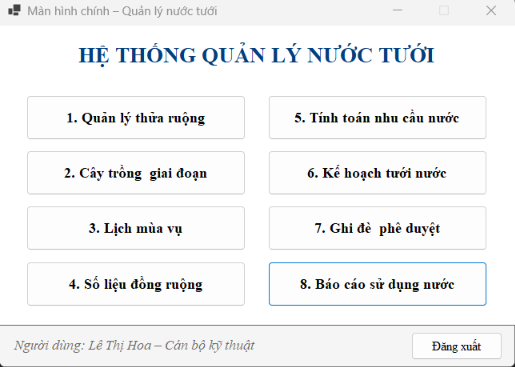 Màn hình chính – Quản lý nước tưới
HỆ THỐNG QUẢN LÝ NƯỚC TƯỚI
1. Quản lý thửa ruộng
2. Cây trồng giai đoạn
3. Lịch mùa vụ
4. Số liệu đồng ruộng
5. Tính toán nhu cầu nước
6. Kế hoạch tưới nước
7. Ghi đè phê duyệt
8. Báo cáo sử dụng nước
Người dùng: Lê Thị Hoa – Cán bộ kỹ thuật
Đăng xuất